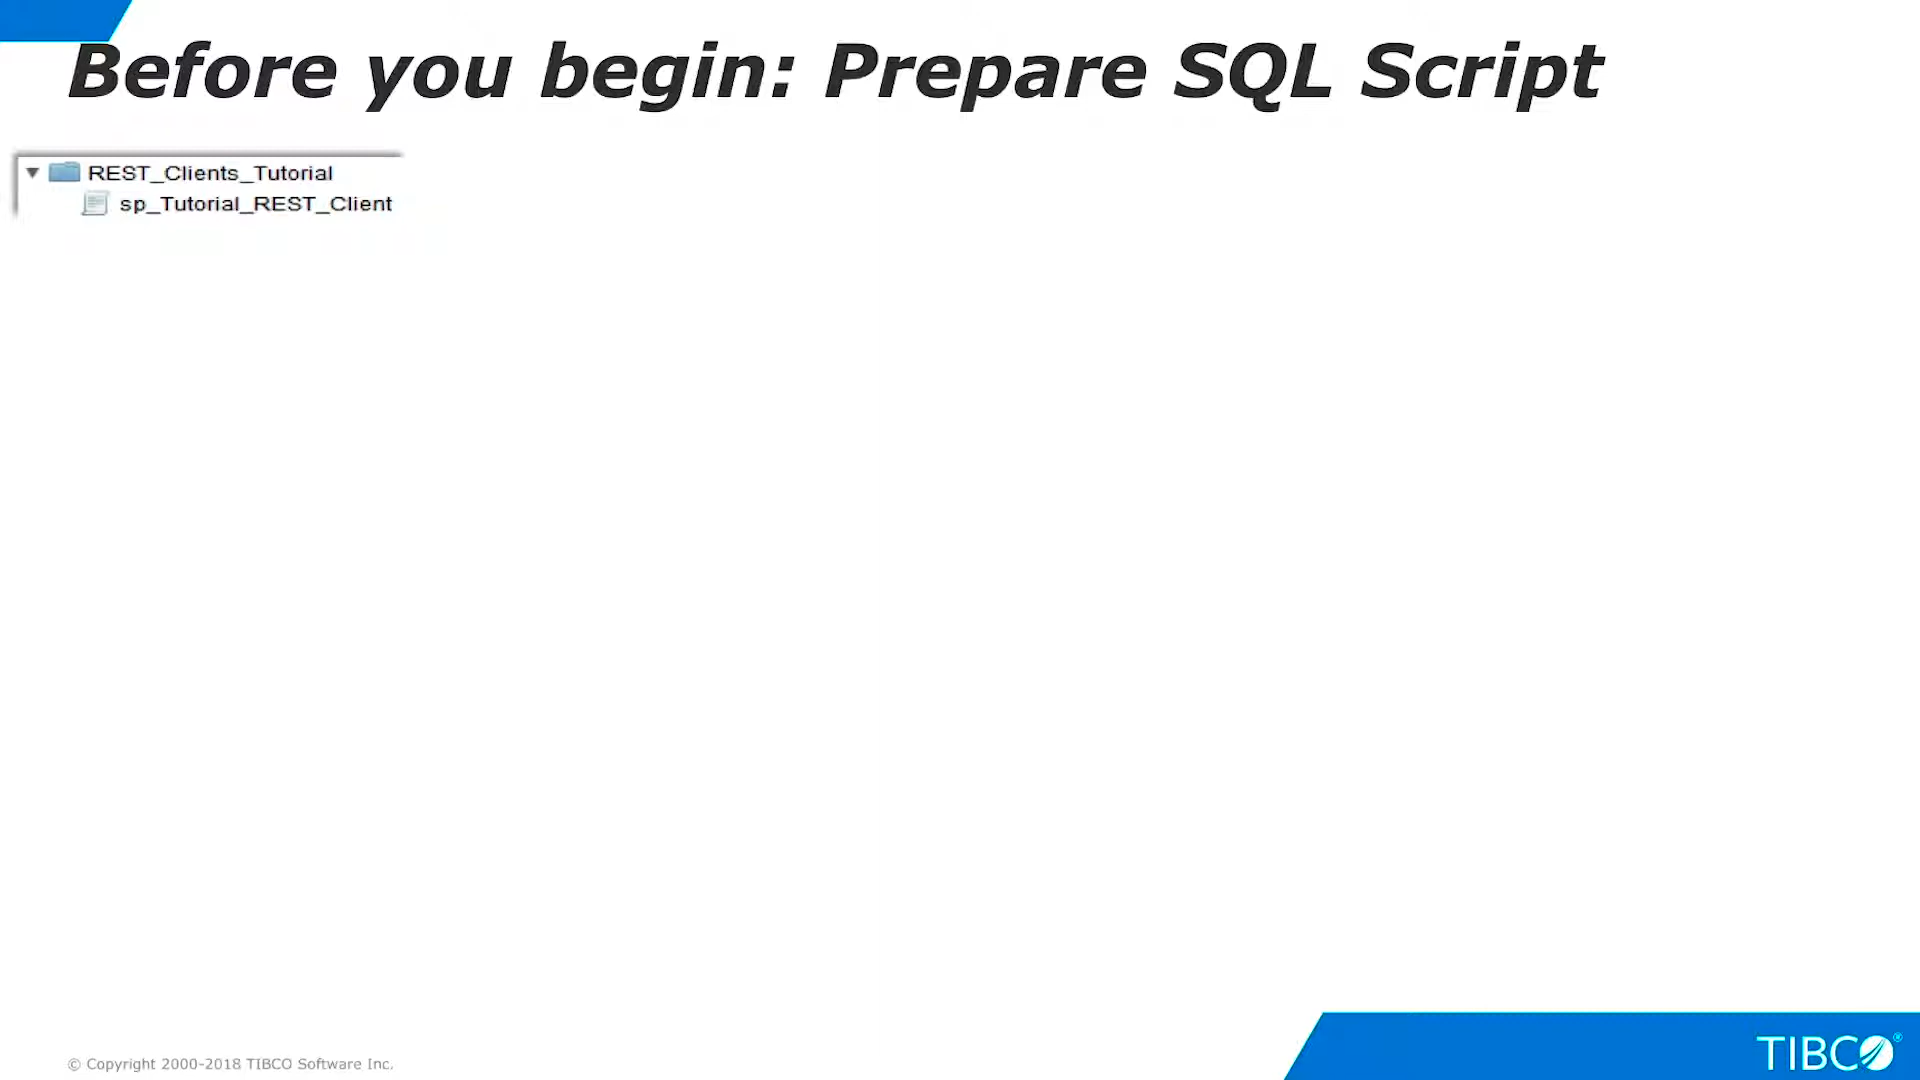 Before you begin: Prepare SQL Script
REST_Clients_Tutorial
sp_Tutorial_REST_Client
© Copyright 2000-2018 TIBCO Software Inc.
TIBCO®